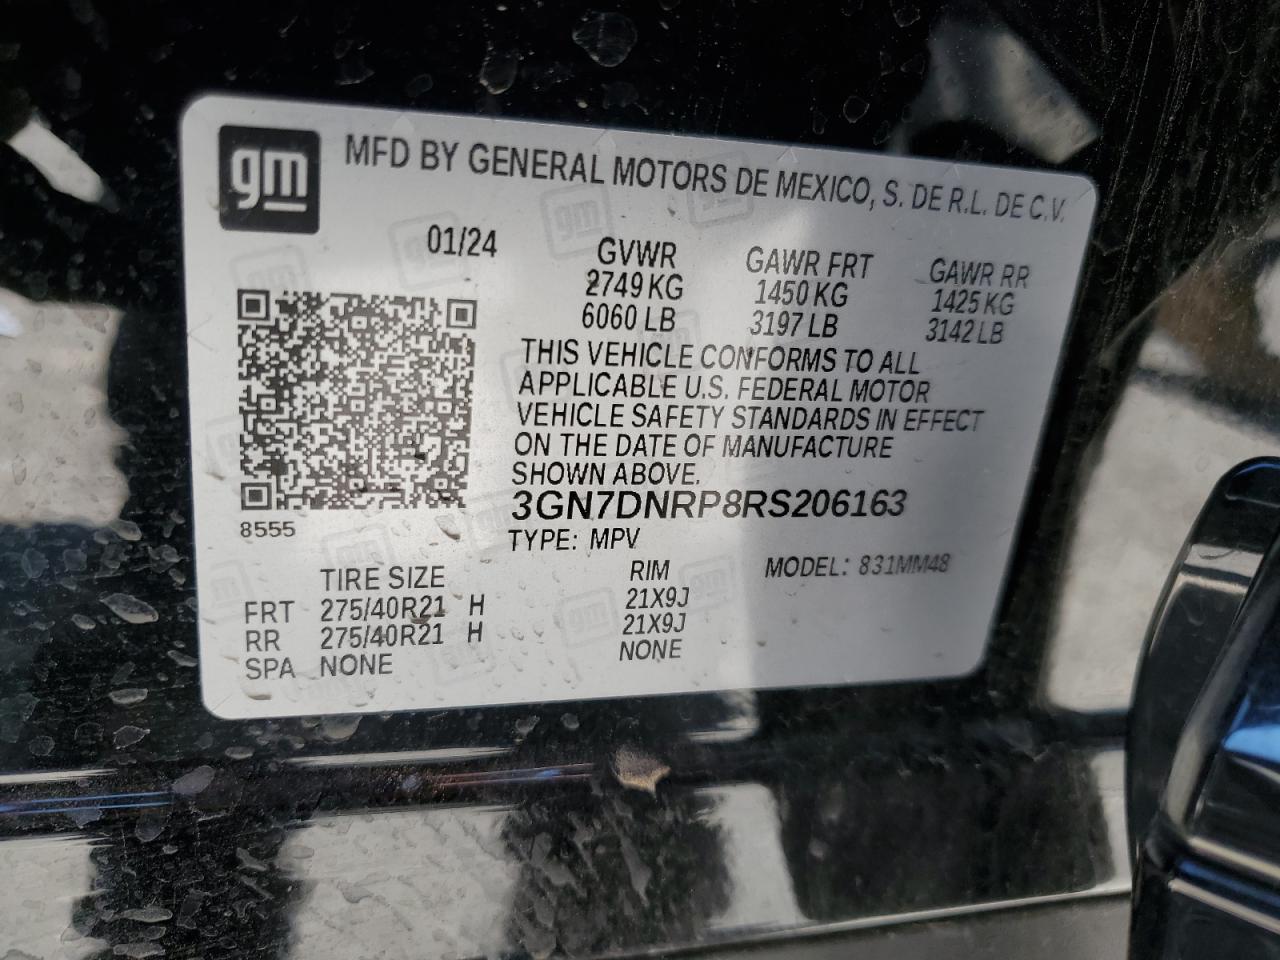 gm MFD BY GENERAL MOTORS DE MEXICO, S. DE R.L. DE C.V.
01/24 GVWR GAWR FRT GAWR RR
2749 KG 1450 KG 1425 KG
6060 LB 3197 LB 3142 LB
THIS VEHICLE CONFORMS TO ALL
APPLICABLE U.S. FEDERAL MOTOR
VEHICLE SAFETY STANDARDS IN EFFECT
ON THE DATE OF MANUFACTURE
SHOWN ABOVE.
3GN7DNRP8RS206163
8555
TYPE: MPV
TIRE SIZE RIM MODEL: 831MM48
FRT 275/40R21 H 21X9J
RR 275/40R21 H 21X9J
SPA NONE NONE